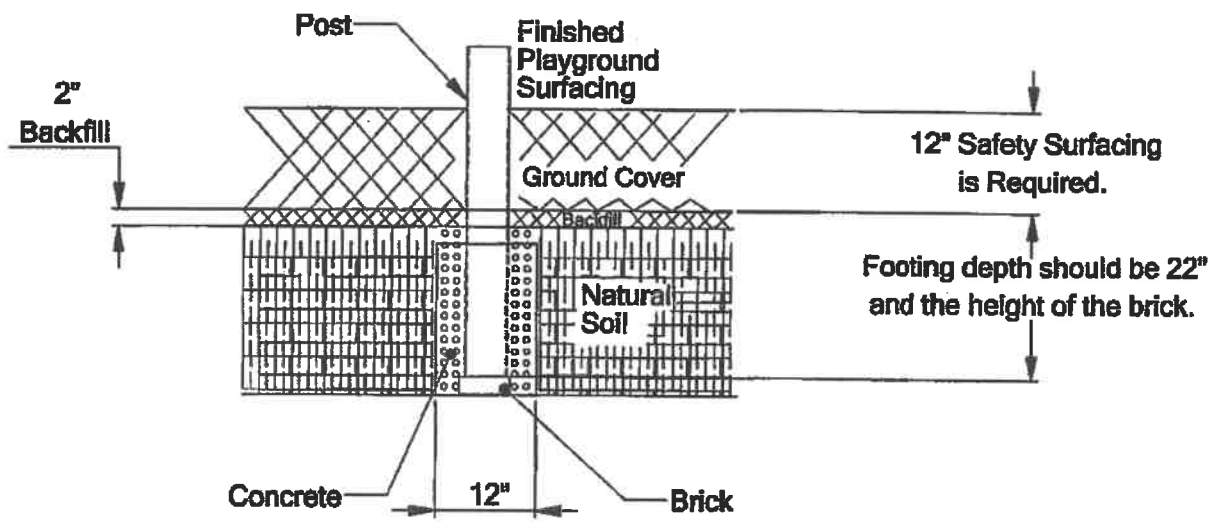 Post
Finished
Playground
Surfacing
2"
Backfill
12" Safety Surfacing
is Required.
Ground Cover
Backfill
Footing depth should be 22"
and the height of the brick.
Natural
Soil
Concrete
12"
Brick